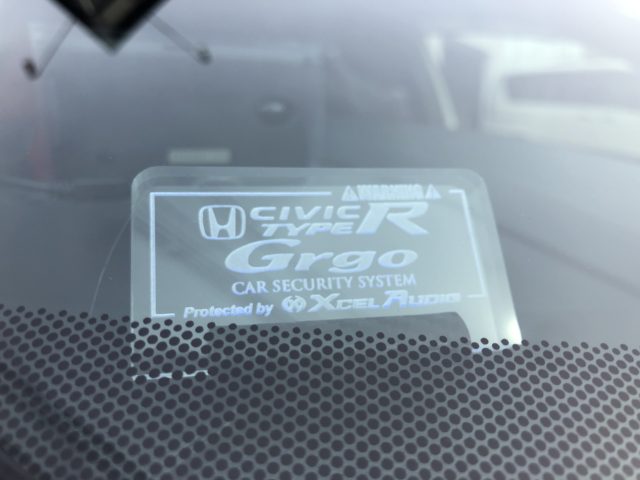 WARNING
CIVIC
TYPE R
Grgo
CAR SECURITY SYSTEM
Protected by XCEL AUDIO